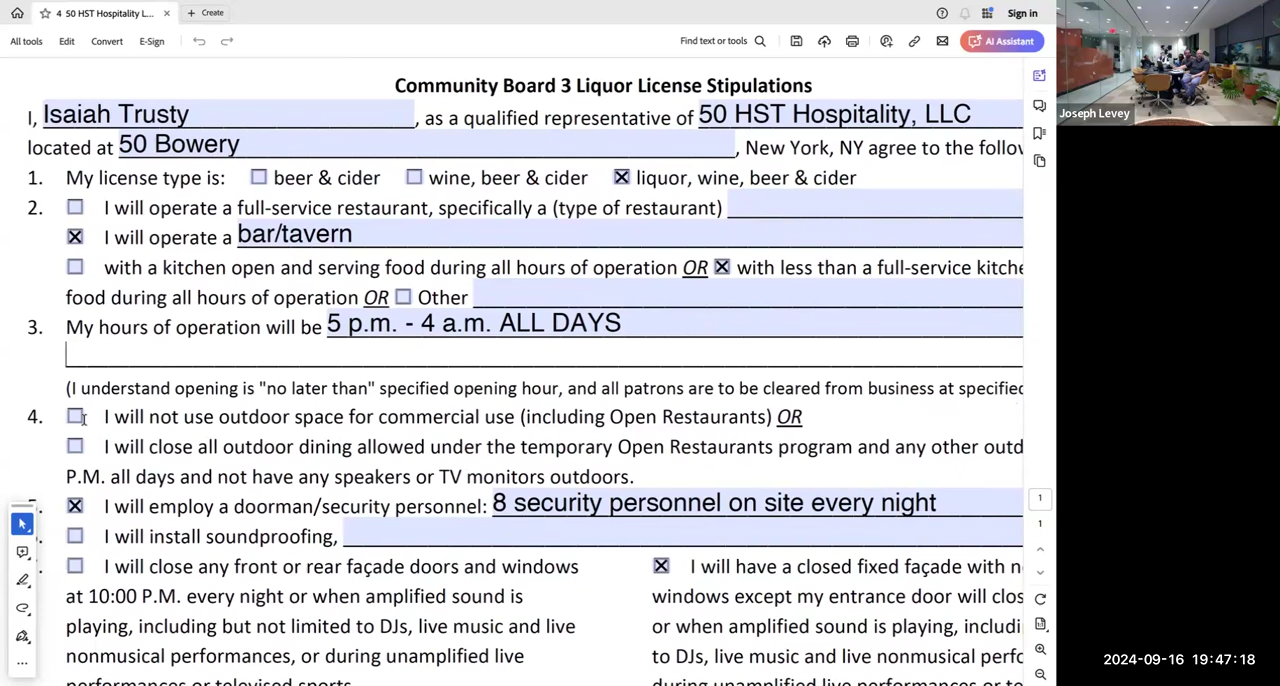 4 50 HST Hospitality L...
Create
Sign in
All tools Edit Convert E-Sign
Find text or tools
AI Assistant
Community Board 3 Liquor License Stipulations
I, Isaiah Trusty, as a qualified representative of 50 HST Hospitality, LLC
located at 50 Bowery, New York, NY agree to the
1. My license type is: beer & cider wine, beer & cider liquor, wine, beer & cider
2. I will operate a full-service restaurant, specifically a (type of restaurant)
I will operate a bar/tavern
with a kitchen open and serving food during all hours of operation OR with less than a full-service
food during all hours of operation OR Other
3. My hours of operation will be 5 p.m. - 4 a.m. ALL DAYS
(I understand opening is "no later than" specified opening hour, and all patrons are to be cleared from business at
4. I will not use outdoor space for commercial use (including Open Restaurants) OR
I will close all outdoor dining allowed under the temporary Open Restaurants program and any other
P.M. all days and not have any speakers or TV monitors outdoors.
I will employ a doorman/security personnel: 8 security personnel on site every night
I will install soundproofing,
I will close any front or rear façade doors and windows
at 10:00 P.M. every night or when amplified sound is
playing, including but not limited to DJs, live music and live
nonmusical performances, or during unamplified live
performances or televised sports.
I will have a closed fixed façade with
windows except my entrance door will
or when amplified sound is playing,
to DJs, live music and live nonmusical
during unamplified live performances or
1
1
Joseph Levey
2024-09-16 19:47:18